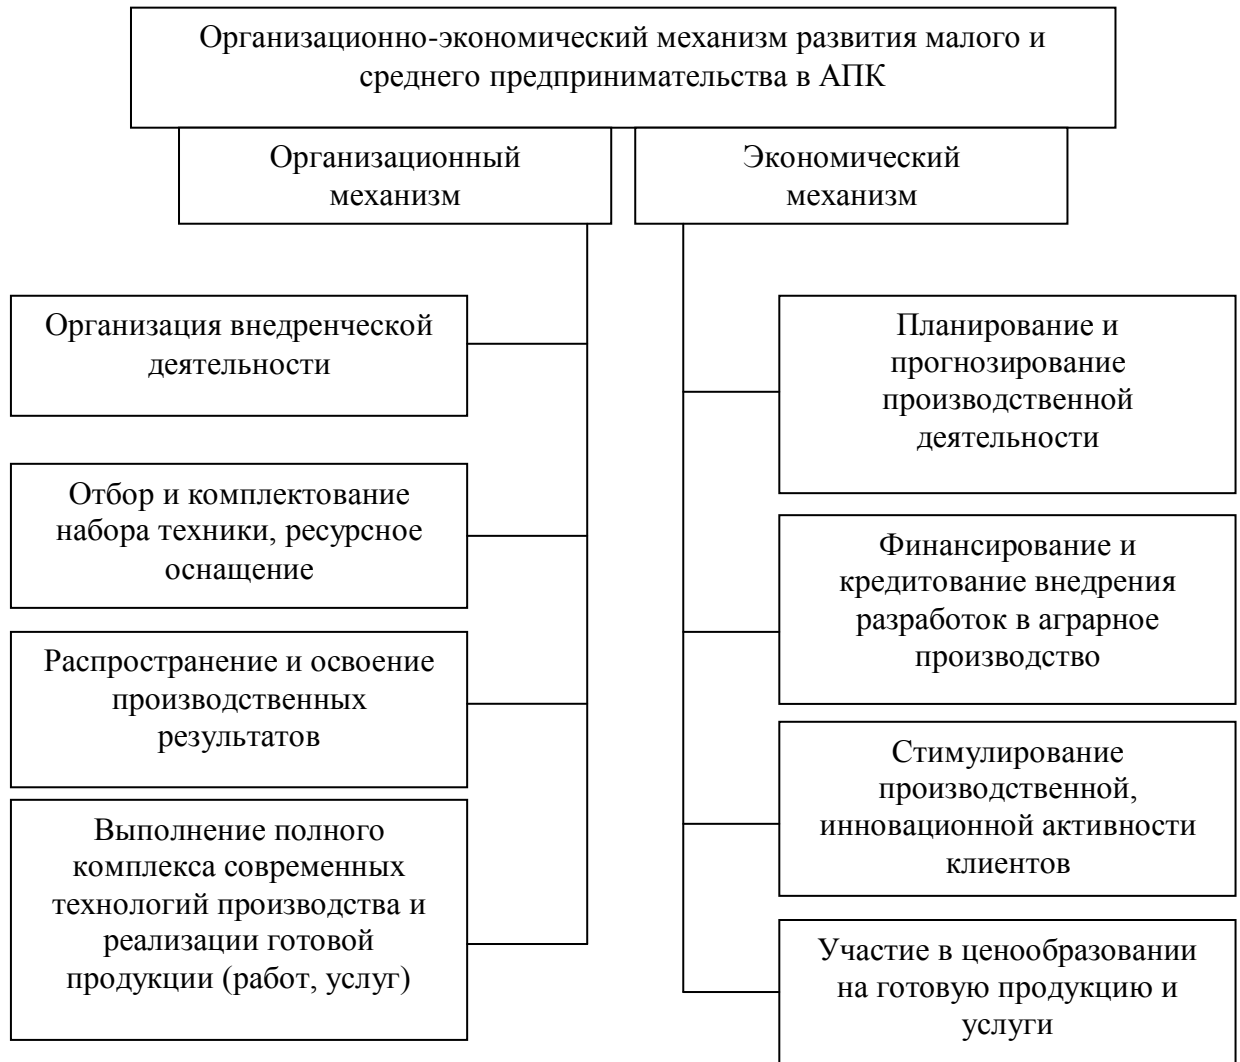 Организационно-экономический механизм развития малого и
среднего предпринимательства в АПК
Организационный
механизм
Экономический
механизм
Организация внедренческой
деятельности
Отбор и комплектование
набора техники, ресурсное
оснащение
Распространение и освоение
производственных
результатов
Выполнение полного
комплекса современных
технологий производства и
реализации готовой
продукции (работ, услуг)
Планирование и
прогнозирование
производственной
деятельности
Финансирование и
кредитование внедрения
разработок в аграрное
производство
Стимулирование
производственной,
инновационной активности
клиентов
Участие в ценообразовании
на готовую продукцию и
услуги